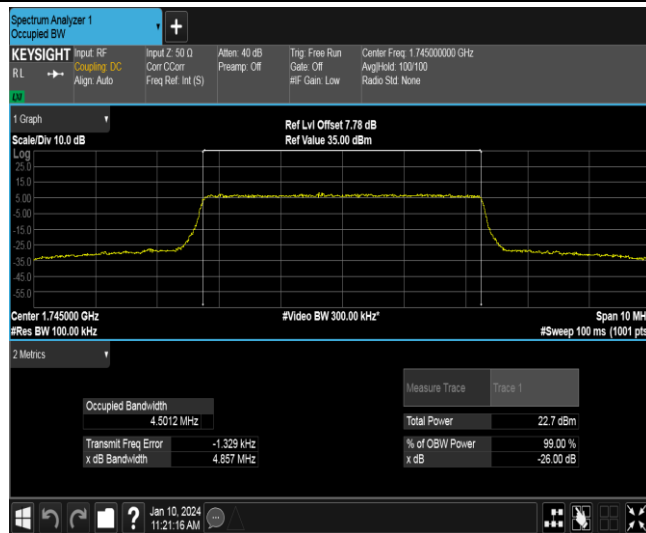 Spectrum Analyzer 1
Occupied BW
KEYSIGHT
RL
Input: RF
Coupling: DC
Align: Auto
Input Z: 50 Ω
Corr CCorr
Freq Ref: Int (S)
Atten: 40 dB
Preamp: Off
Trig: Free Run
Gate: Off
#IF Gain: Low
Center Freq: 1.745000000 GHz
Avg|Hold: 100/100
Radio Std: None
1 Graph
Scale/Div 10.0 dB
Ref Lvl Offset 7.78 dB
Ref Value 35.00 dBm
Log
25.0
15.0
5.00
-5.00
-15.0
-25.0
-35.0
-45.0
-55.0
Center 1.745000 GHz
#Video BW 300.00 kHz*
Span 10 MH
#Res BW 100.00 kHz
#Sweep 100 ms (1001 pts
2 Metrics
Measure Trace Trace 1
Occupied Bandwidth
4.5012 MHz
Total Power 22.7 dBm
Transmit Freq Error -1.329 kHz
% of OBW Power 99.00 %
x dB Bandwidth 4.857 MHz
x dB -26.00 dB
?
Jan 10, 2024
11:21:16 AM